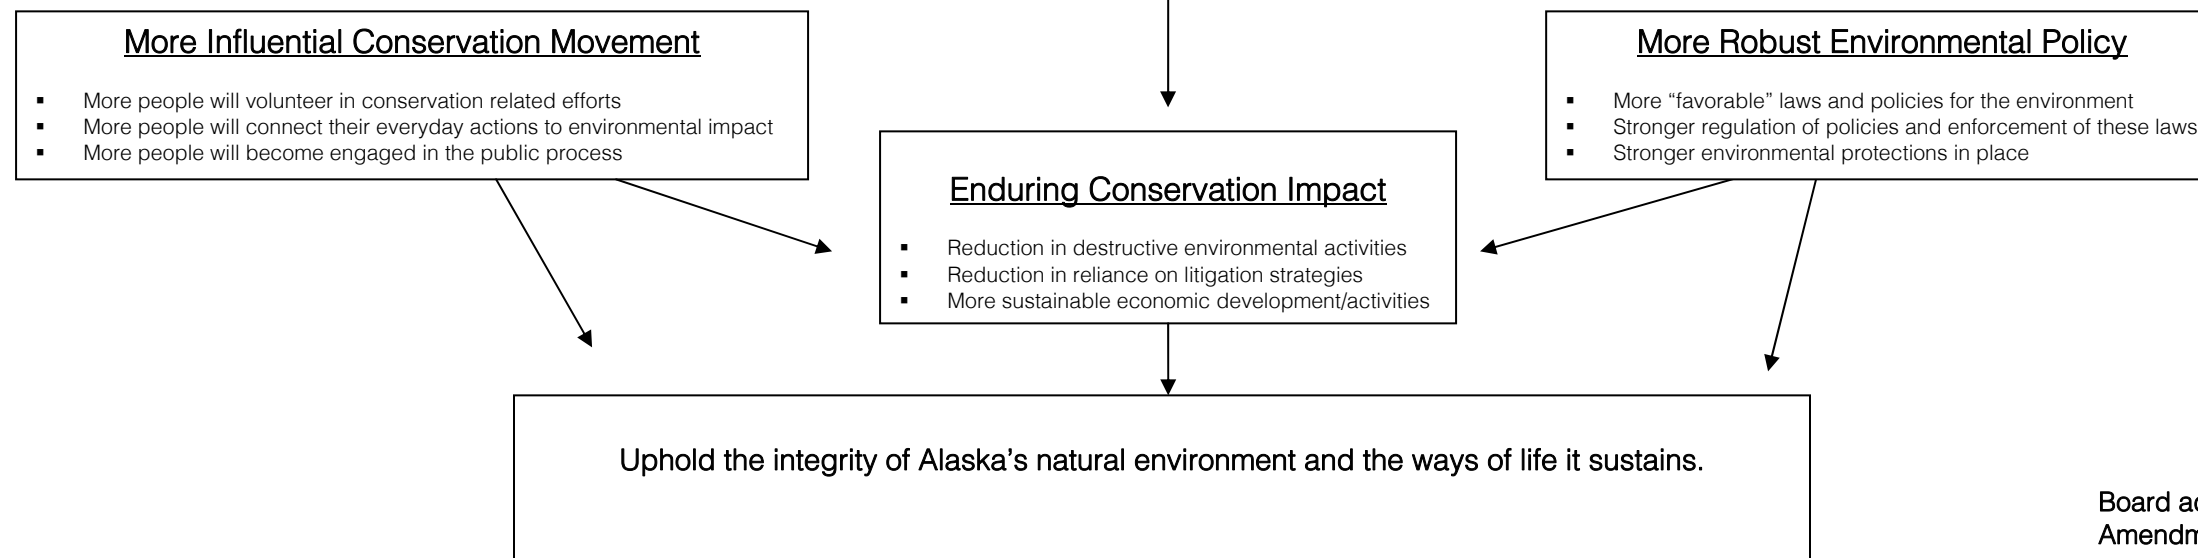 More Influential Conservation Movement
▪ More people will volunteer in conservation related efforts
▪ More people will connect their everyday actions to environmental impact
▪ More people will become engaged in the public process
More Robust Environmental Policy
▪ More “favorable” laws and policies for the environment
▪ Stronger regulation of policies and enforcement of these laws
▪ Stronger environmental protections in place
Enduring Conservation Impact
▪ Reduction in destructive environmental activities
▪ Reduction in reliance on litigation strategies
▪ More sustainable economic development/activities
Uphold the integrity of Alaska’s natural environment and the ways of life it sustains.
Board